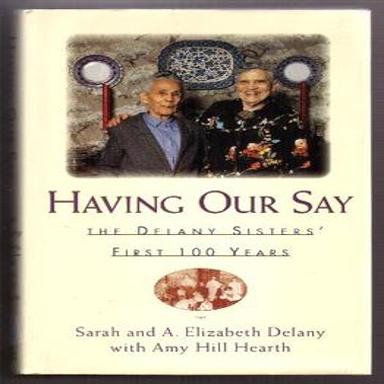 HAVING OUR SAY
THE DELANY SISTERS'
FIRST 100 YEARS
Sarah and A. Elizabeth Delany
with Amy Hill Hearth